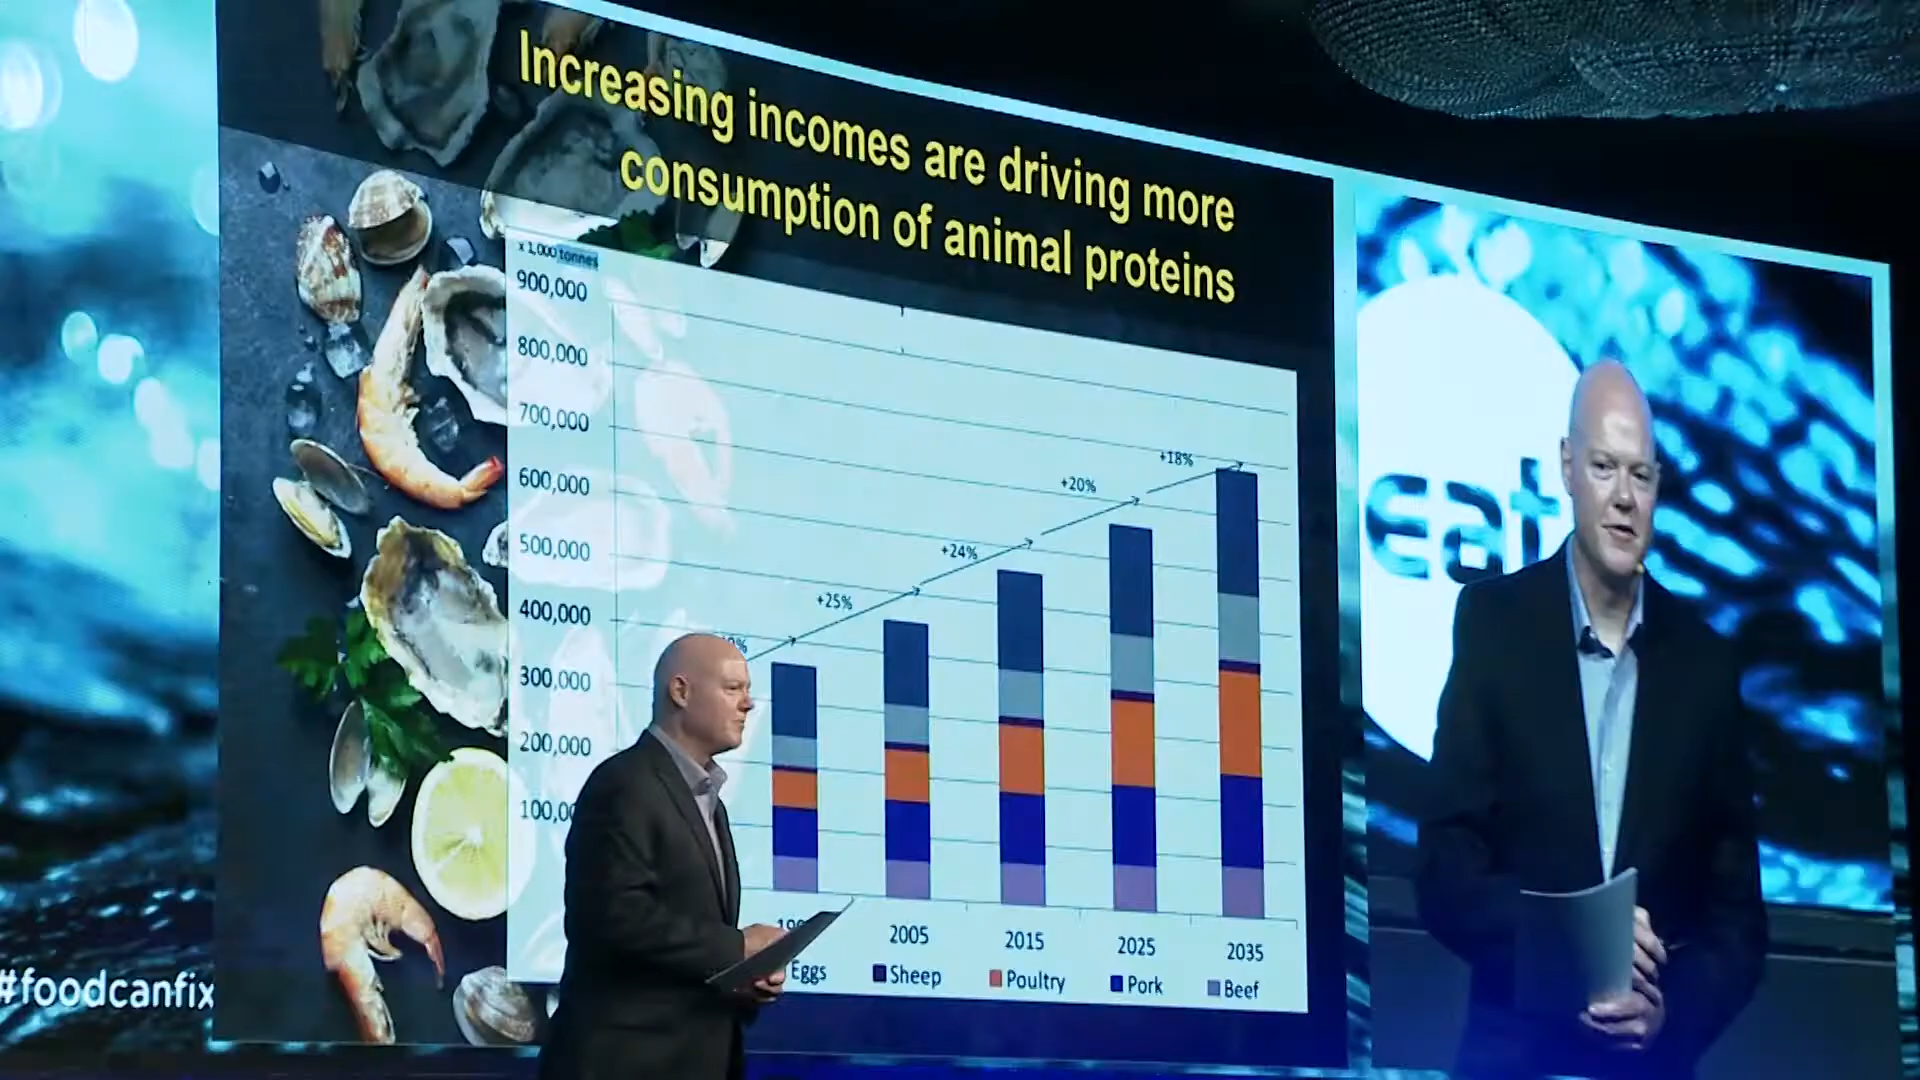 Increasing incomes are driving more
consumption of animal proteins
x 1,000 tonnes
900,000
800,000
700,000
600,000
500,000
400,000
300,000
200,000
+25%
+24%
+20%
+18%
2005
2015
2025
2035
Eggs
Sheep
Poultry
Pork
Beef
eat
#foodcanfix